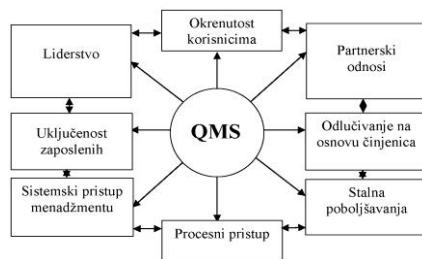 Okrenutost
korisnicima
Liderstvo
Partnerski
odnosi
Uključenost
zaposlenih
QMS
Odlučivanje na
osnovu činjenica
Sistemski pristup
menadžmentu
Stalna
poboljšavanja
Procesni pristup